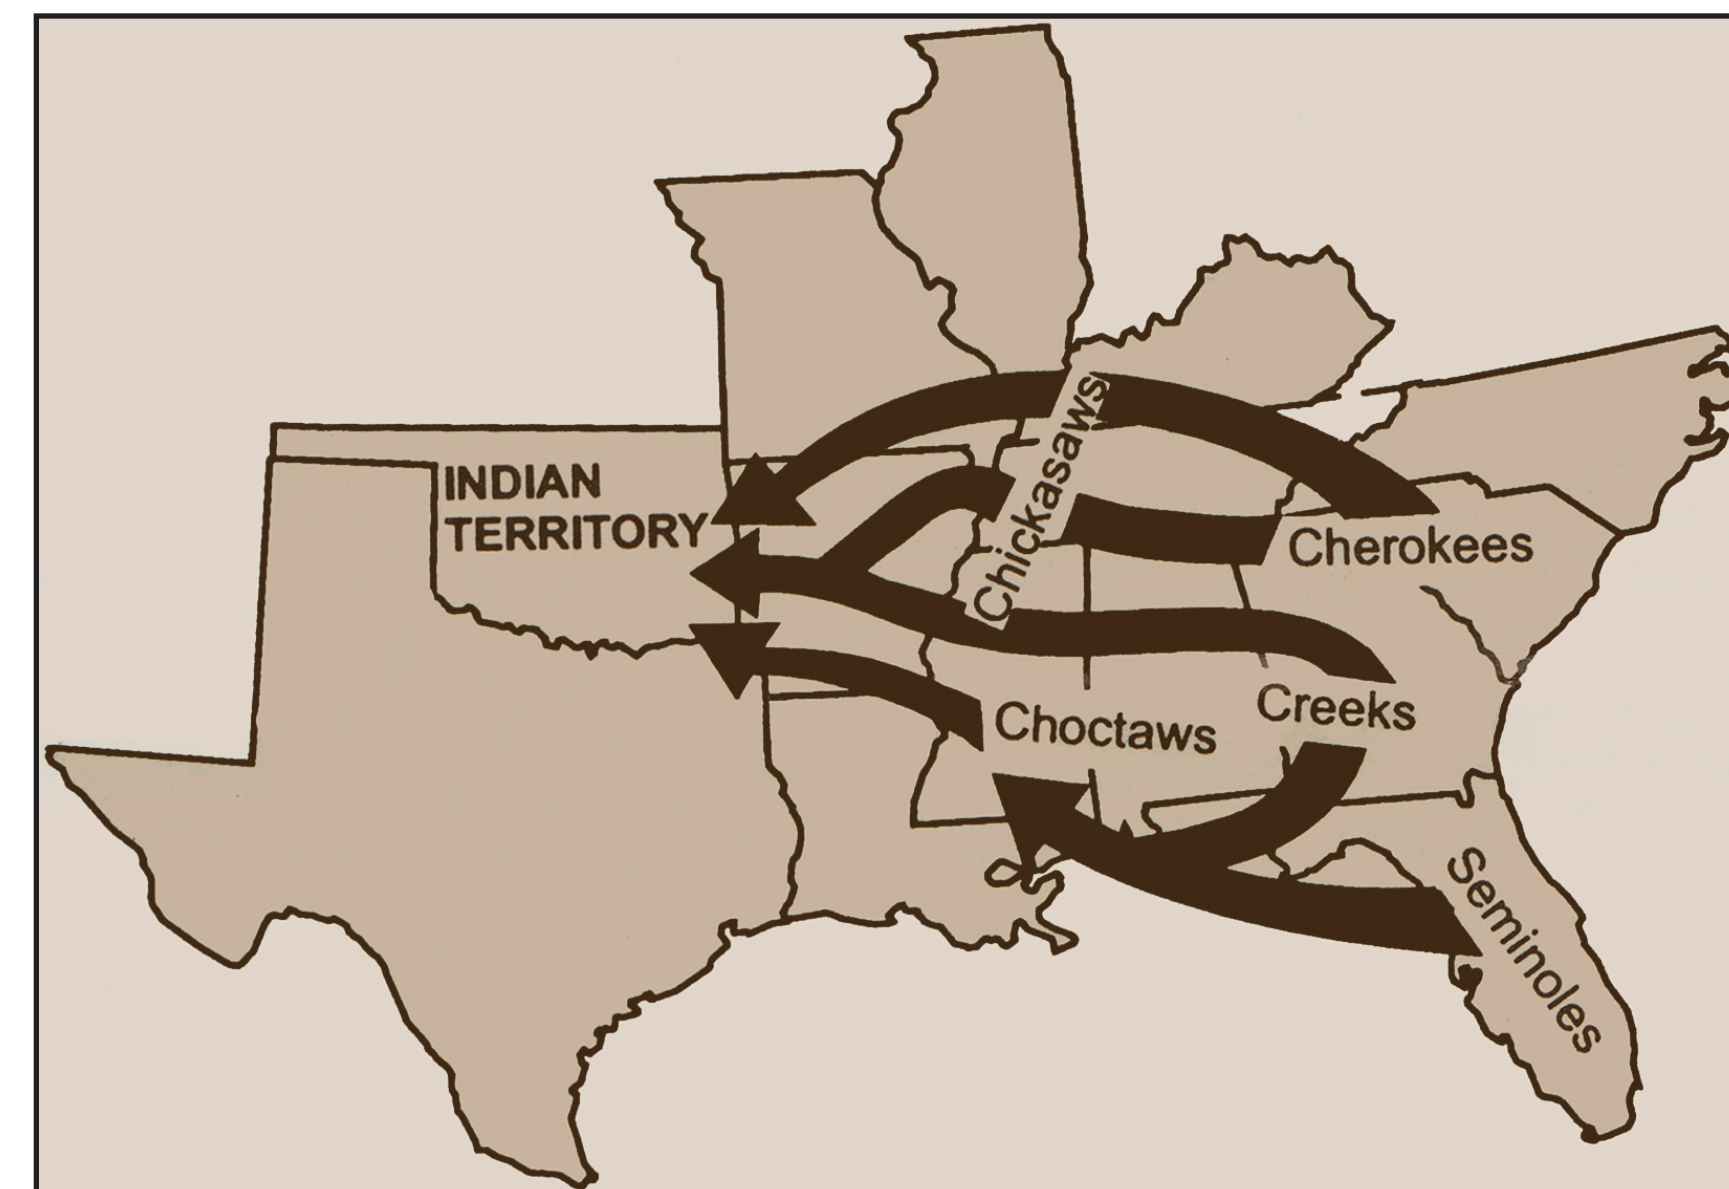 INDIAN
TERRITORY
Chickasaws
Cherokees
Choctaws
Creeks
Seminoles